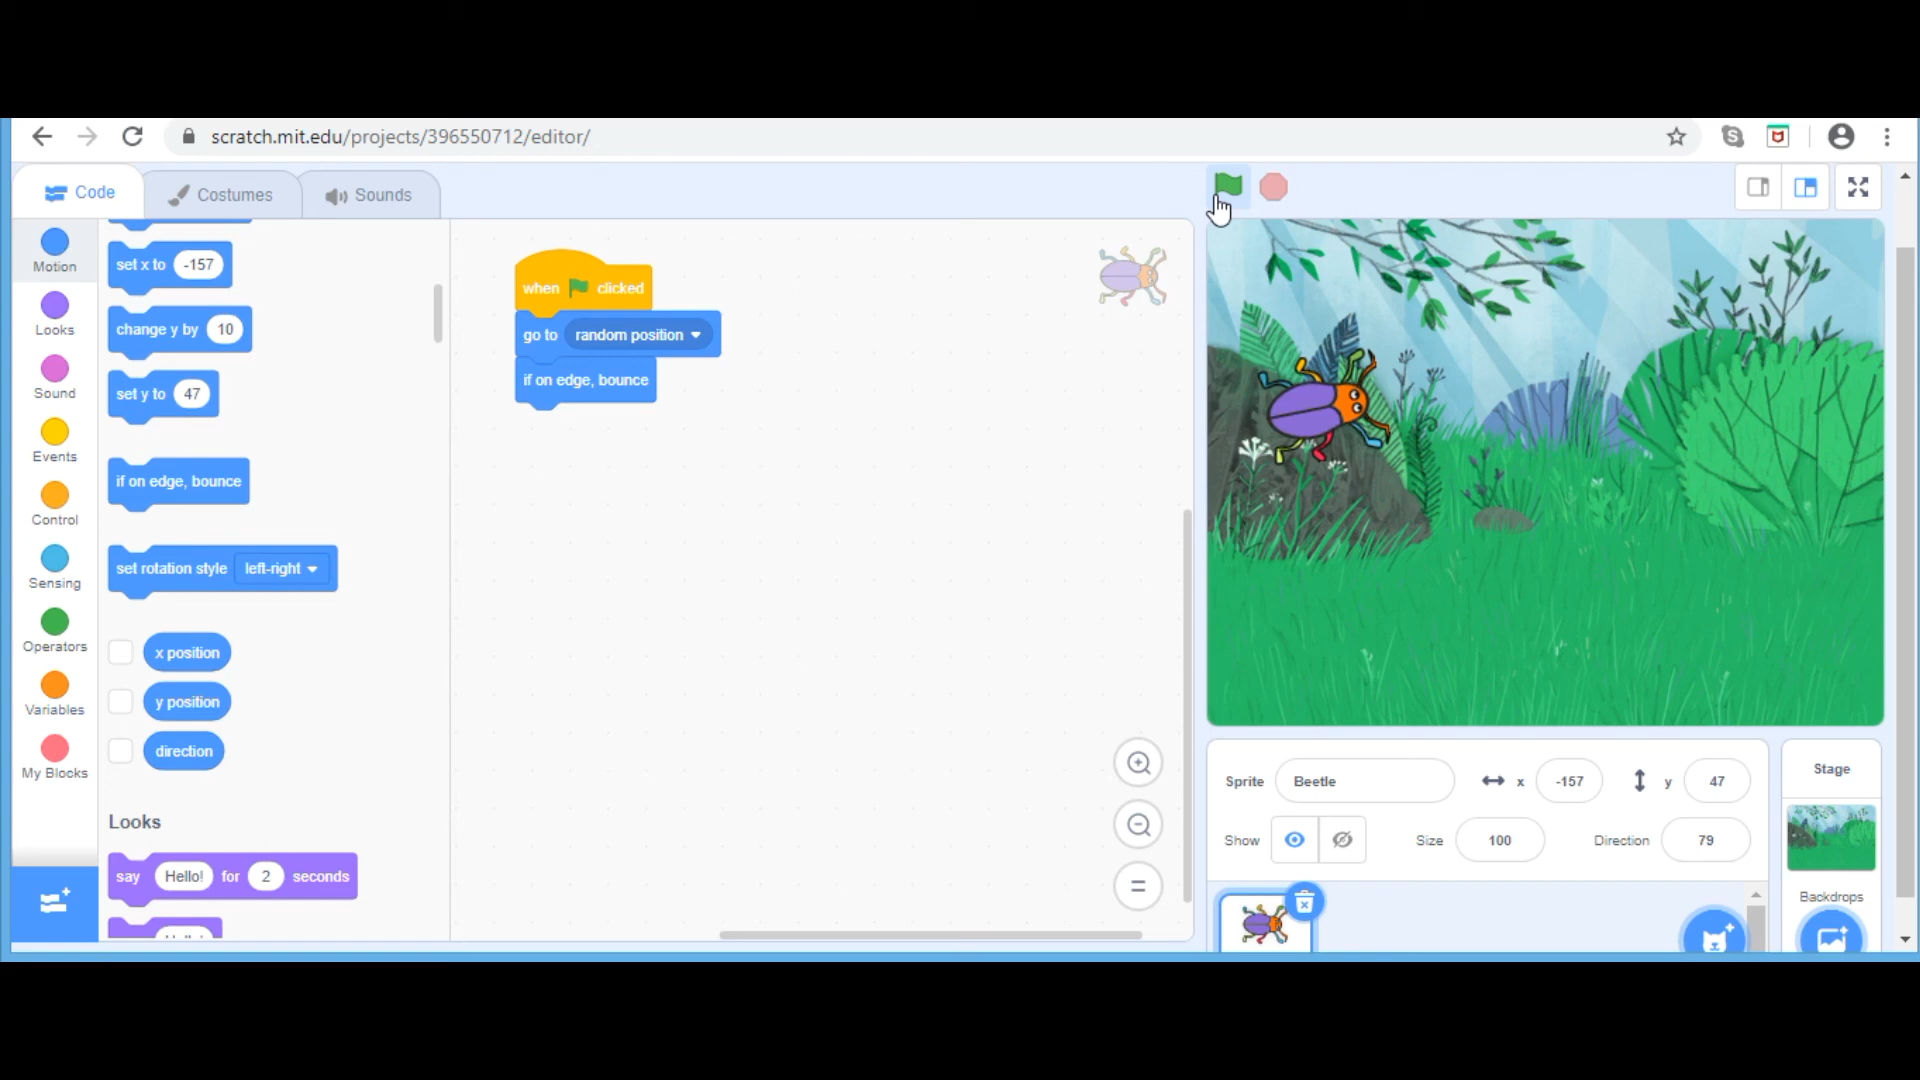 scratch.mit.edu/projects/396550712/editor/
Code
Costumes
Sounds
Motion
Looks
Sound
Events
Control
Sensing
Operators
Variables
My Blocks
set x to -157
change y by 10
set y to 47
if on edge, bounce
set rotation style left-right
x position
y position
direction
Looks
say Hello! for 2 seconds
when clicked
go to random position
if on edge, bounce
Sprite Beetle x -157 y 47
Show Size 100 Direction 79
Stage
Backdrops